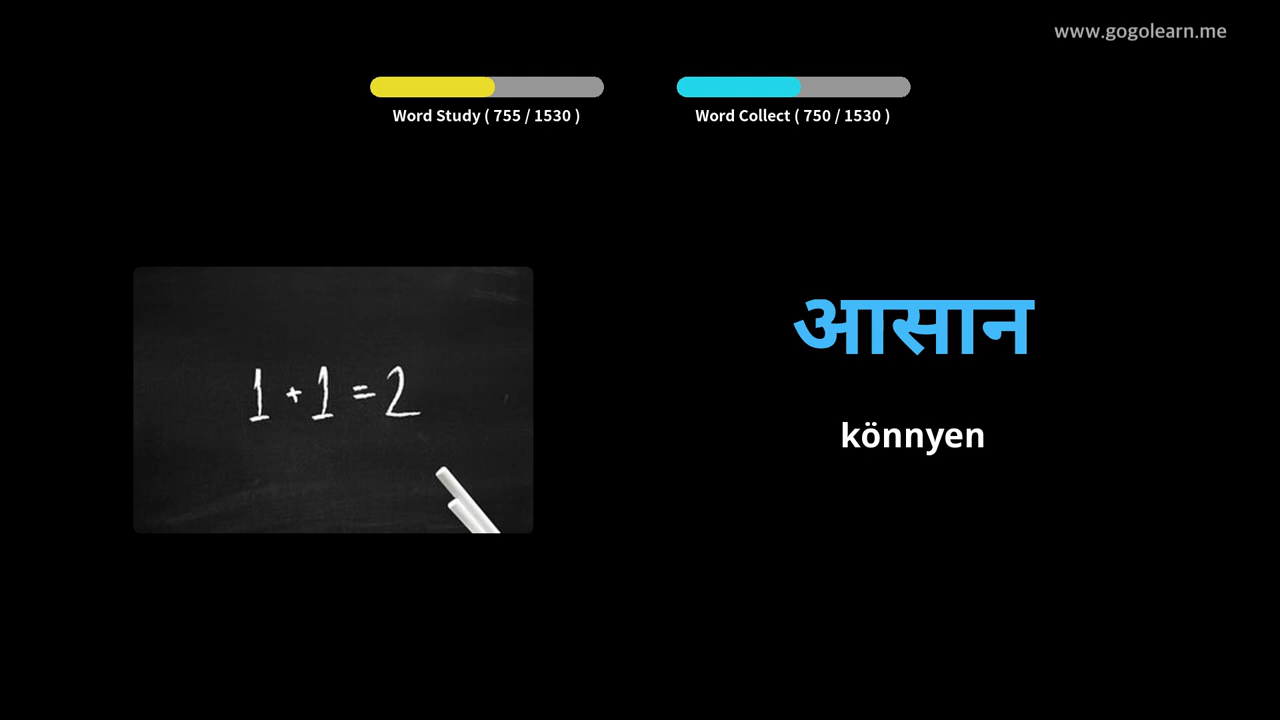 www.gogolearn.me
Word Study ( 755 / 1530 )
Word Collect ( 750 / 1530 )
1 + 1 = 2
आसान
könnyen